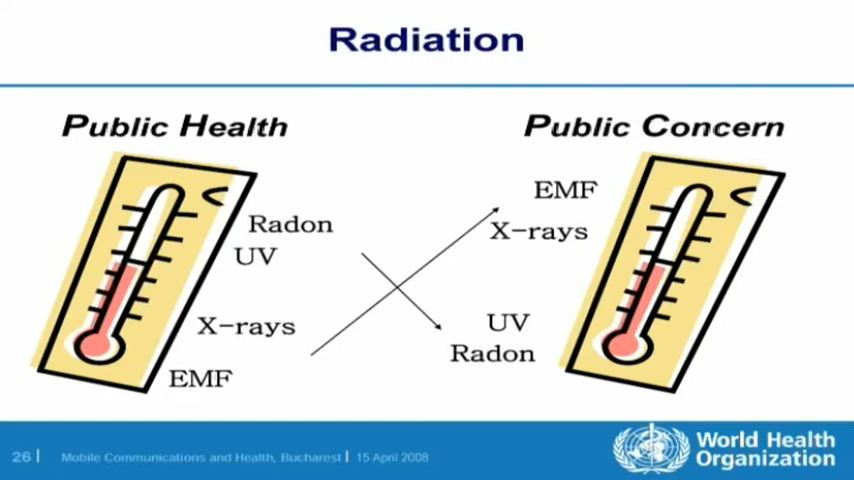 Radiation
Public Health
Public Concern
Radon
UV
X-rays
EMF
EMF
X-rays
UV
Radon
26 | Mobile Communications and Health, Bucharest | 15 April 2008
World Health
Organization